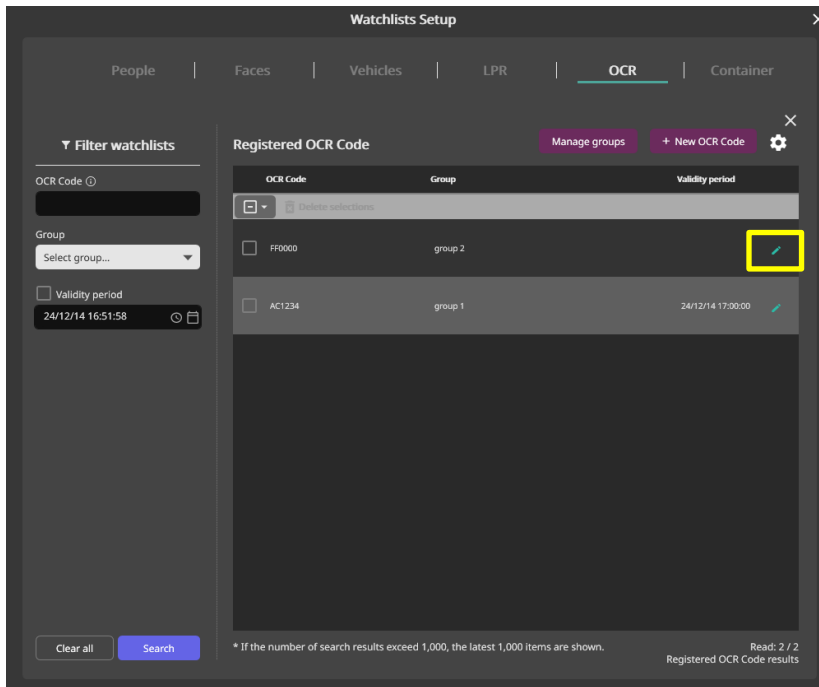 Watchlists Setup
People | Faces | Vehicles | LPR | OCR | Container
Filter watchlists
OCR Code
Group
Select group...
Validity period
24/12/14 16:51:58
Clear all
Search
Registered OCR Code
Manage groups
+ New OCR Code
OCR Code Group Validity period
Delete selections
FF0000 group 2
AC1234 group 1 24/12/14 17:00:00
* If the number of search results exceed 1,000, the latest 1,000 items are shown.
Read: 2 / 2
Registered OCR Code results